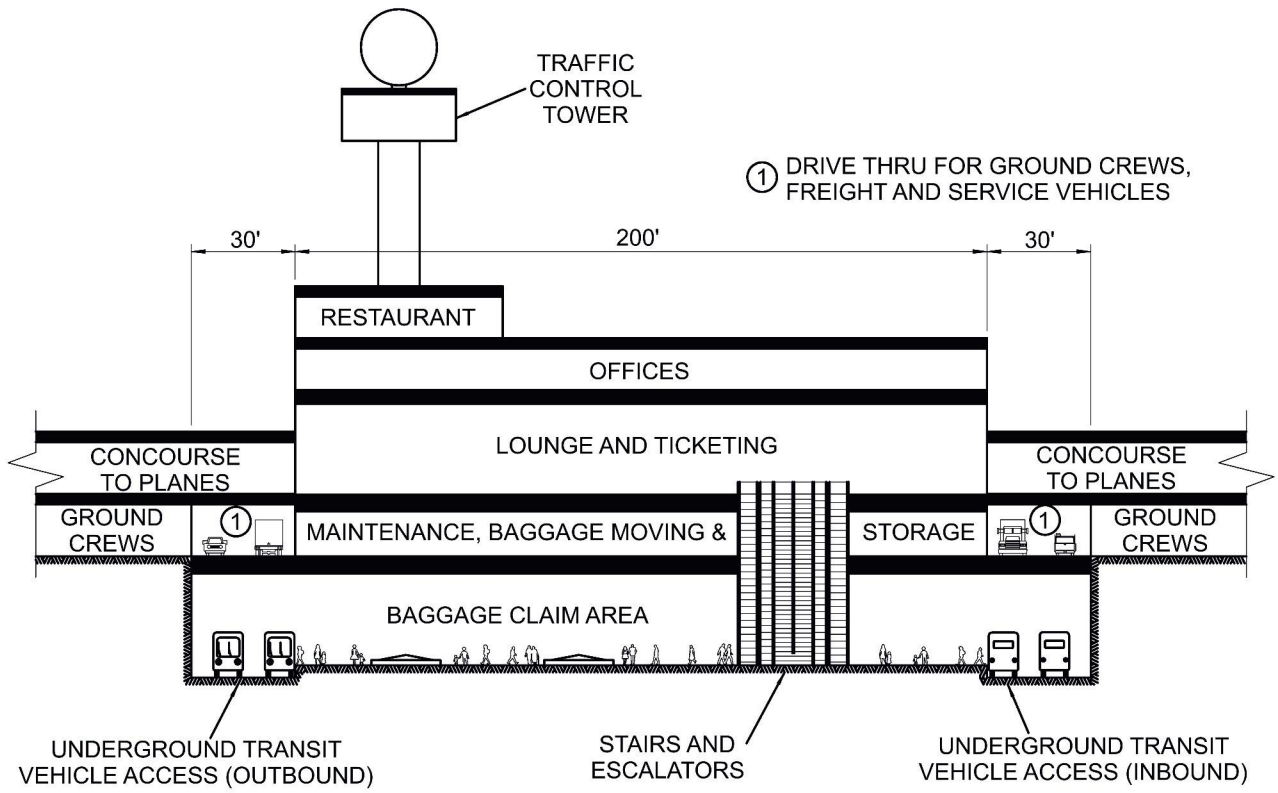 TRAFFIC
CONTROL
TOWER
1 DRIVE THRU FOR GROUND CREWS,
FREIGHT AND SERVICE VEHICLES
30' 200' 30'
RESTAURANT
OFFICES
LOUNGE AND TICKETING
CONCOURSE
TO PLANES
CONCOURSE
TO PLANES
GROUND
CREWS
1
MAINTENANCE, BAGGAGE MOVING & STORAGE
1
GROUND
CREWS
BAGGAGE CLAIM AREA
UNDERGROUND TRANSIT
VEHICLE ACCESS (OUTBOUND)
STAIRS AND
ESCALATORS
UNDERGROUND TRANSIT
VEHICLE ACCESS (INBOUND)